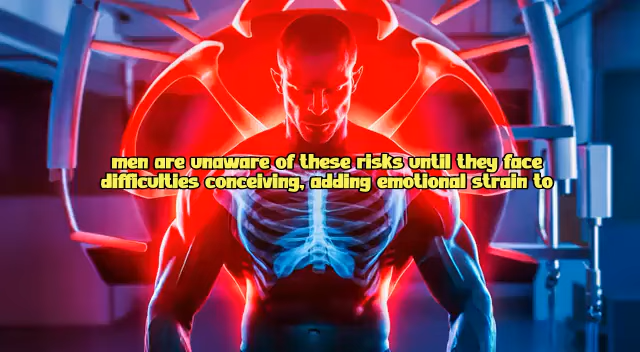 men are unaware of these risks until they face
difficulties conceiving, adding emotional strain to